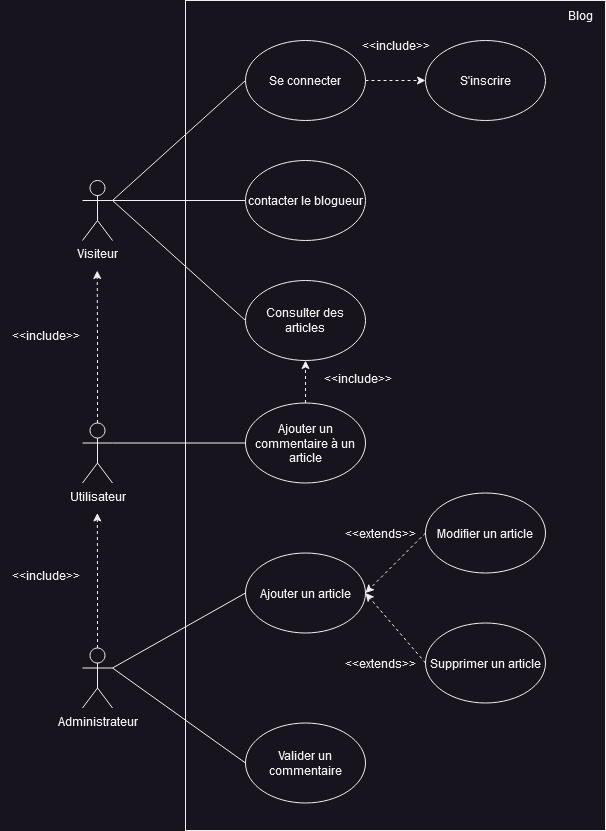 Blog
<<include>>
Se connecter
S'inscrire
contacter le blogueur
Visiteur
Consulter des
articles
<<include>>
<<include>>
Ajouter un
commentaire à un
article
Utilisateur
<<extends>>
Modifier un article
<<include>>
Ajouter un article
<<extends>>
Supprimer un article
Administrateur
Valider un
commentaire